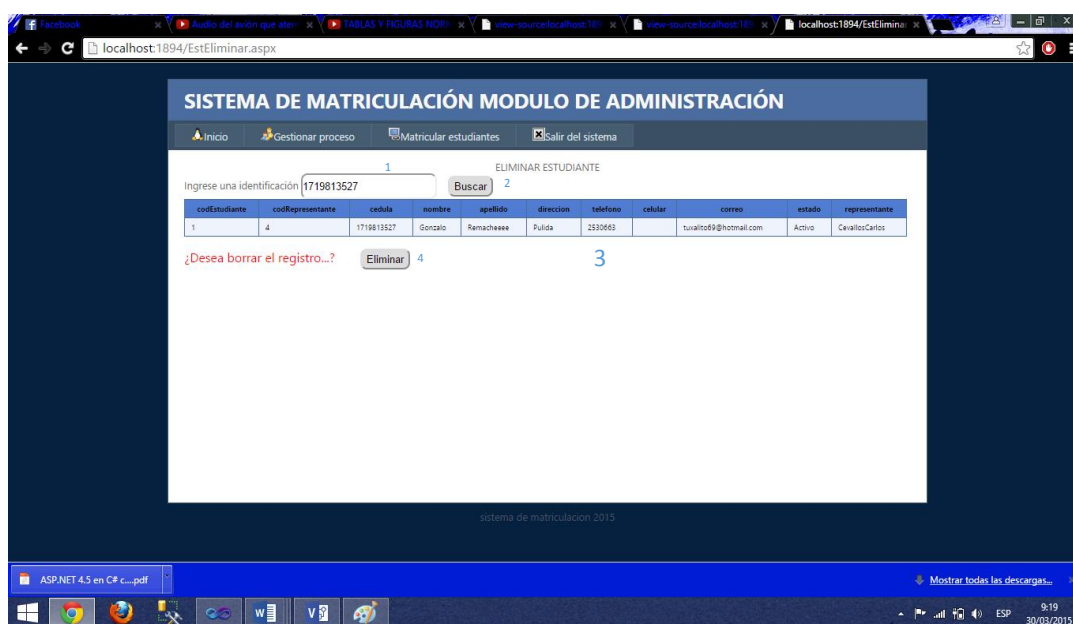 Facebook
Audio del avión que ater
TABLAS Y FIGURAS NOR
view-source:localhost:18
view-source:localhost:18
localhost:1894/EstElimina
localhost:1894/EstEliminar.aspx
SISTEMA DE MATRICULACIÓN MODULO DE ADMINISTRACIÓN
Inicio
Gestionar proceso
Matricular estudiantes
Salir del sistema
1
ELIMINAR ESTUDIANTE
Ingrese una identificación 1719813527 Buscar 2
codEstudiante codRepresentante cedula nombre apellido direccion telefono celular correo estado representante
1 4 1719813527 Gonzalo Remacheeee Pulida 2530663 tuxalito69@hotmail.com Activo CevallosCarlos
¿Desea borrar el registro...? Eliminar 4 3
sistema de matriculacion 2015
ASP.NET 4.5 en C# c....pdf
Mostrar todas las descargas...
ESP
9:19
30/03/2015